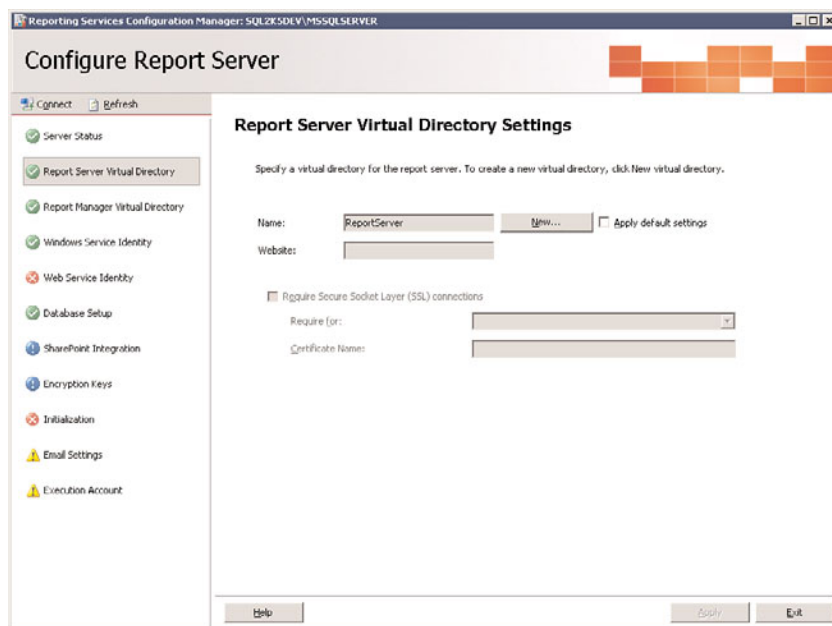 Reporting Services Configuration Manager: SQL2K5DEV\MSSQLSERVER
Configure Report Server
Connect Refresh
Server Status
Report Server Virtual Directory
Report Manager Virtual Directory
Windows Service Identity
Web Service Identity
Database Setup
SharePoint Integration
Encryption Keys
Initialization
Email Settings
Execution Account
Report Server Virtual Directory Settings
Specify a virtual directory for the report server. To create a new virtual directory, click New virtual directory.
Name: ReportServer New... Apply default settings
Website:
Require Secure Socket Layer (SSL) connections
Require for:
Certificate Name:
Help Apply Exit